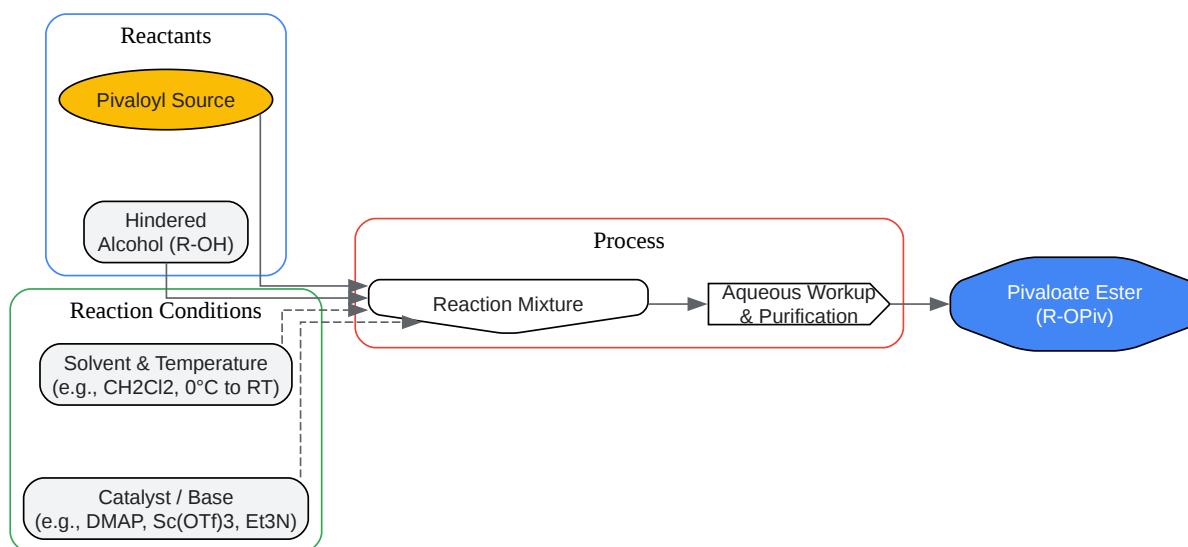 Reactants
Pivaloyl Source
Hindered
Alcohol (R-OH)
Reaction Conditions
Solvent & Temperature
(e.g., CH2Cl2, 0°C to RT)
Catalyst / Base
(e.g., DMAP, Sc(OTf)3, Et3N)
Process
Reaction Mixture
Aqueous Workup
& Purification
Pivaloate Ester
(R-OPiv)